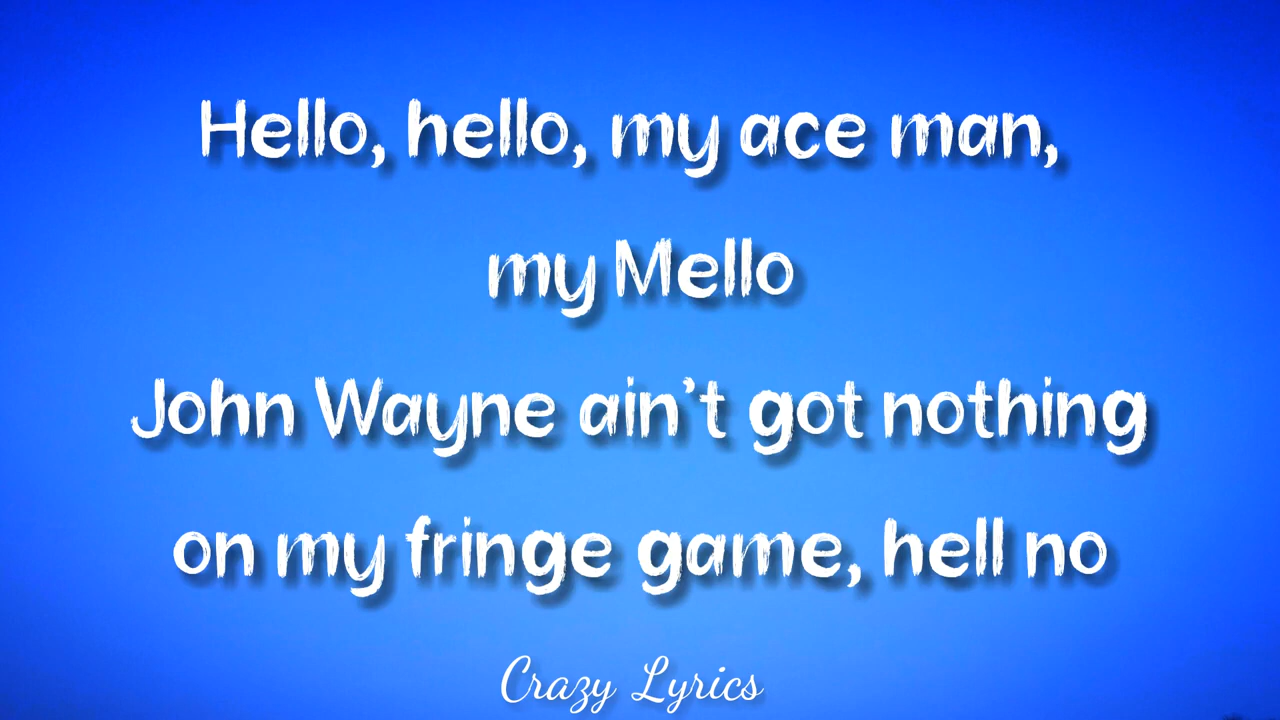 Hello, hello, my ace man,
my Mello
John Wayne ain't got nothing
on my fringe game, hell no
Crazy Lyrics